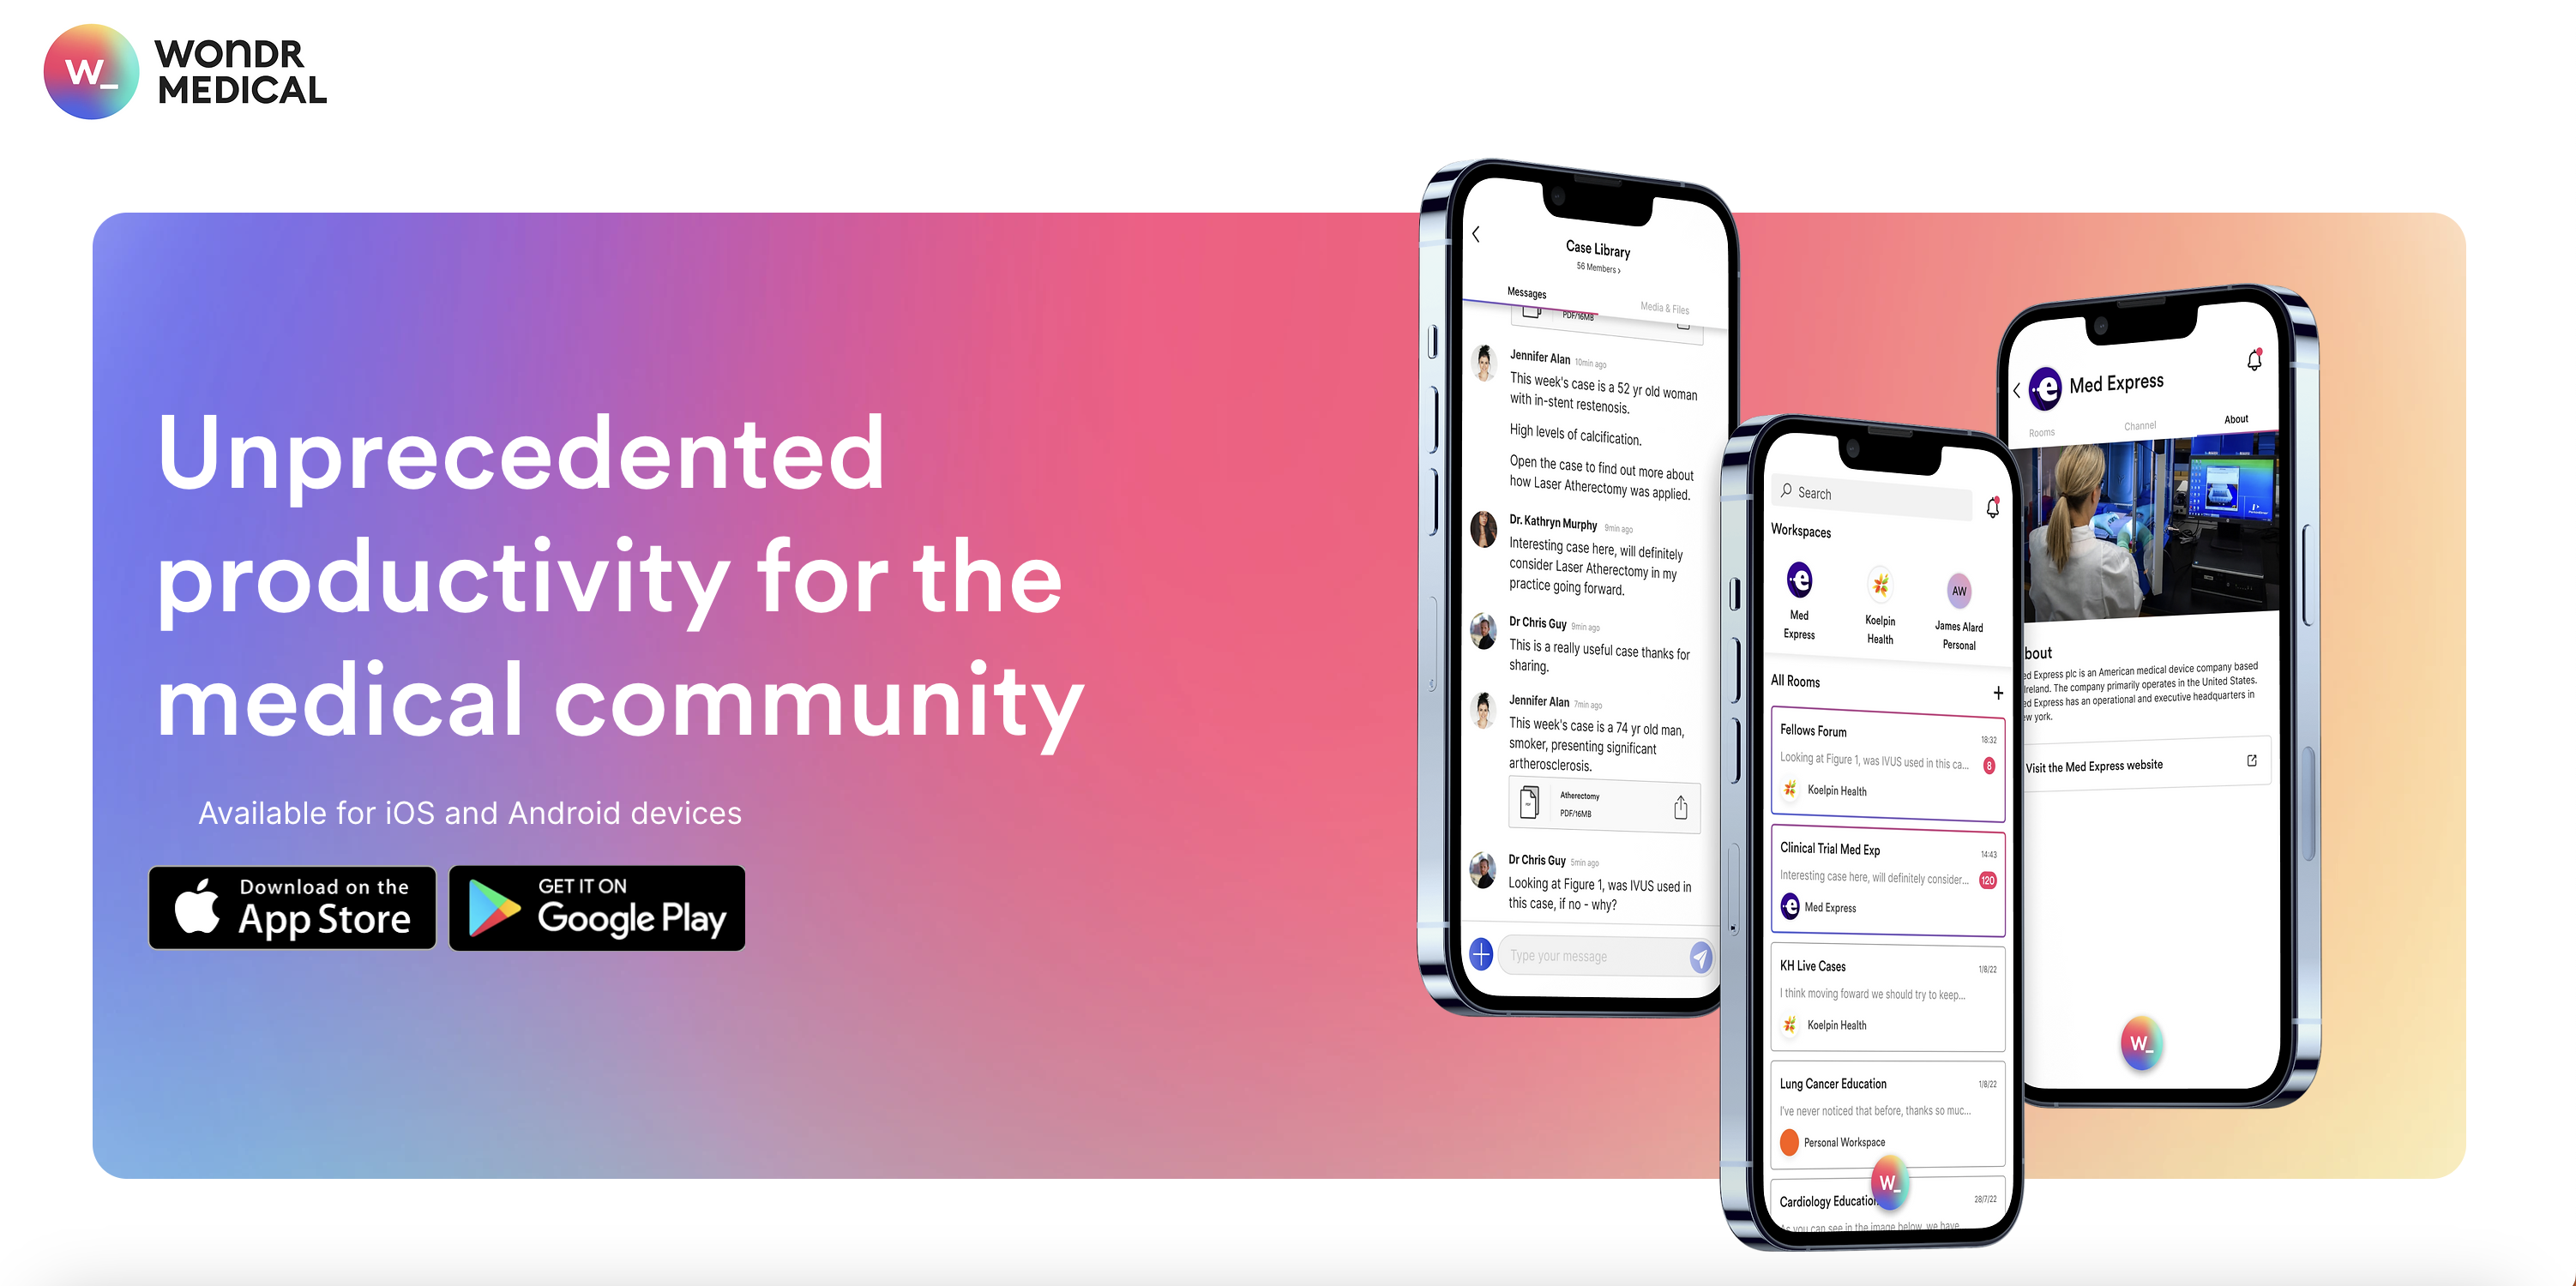 W_
WONDR
MEDICAL
Unprecedented
productivity for the
medical community
Available for iOS and Android devices
Download on the
App Store
GET IT ON
Google Play
Case Library
56 Members ›
Messages
Media & Files
PDF/16MB
Jennifer Alan 10min ago
This week's case is a 52 yr old woman
with in-stent restenosis.
High levels of calcification.
Open the case to find out more about
how Laser Atherectomy was applied.
Dr. Kathryn Murphy 9min ago
Interesting case here, will definitely
consider Laser Atherectomy in my
practice going forward.
Dr Chris Guy 9min ago
This is a really useful case thanks for
sharing.
Jennifer Alan 7min ago
This week's case is a 74 yr old man,
smoker, presenting significant
artherosclerosis.
Atherectomy
PDF/16MB
Dr Chris Guy 5min ago
Looking at Figure 1, was IVUS used in
this case, if no - why?
Type your message
Search
Workspaces
e
Med
Express
Koelpin
Health
AW
James Alard
Personal
All Rooms
Fellows Forum
18:32
Looking at Figure 1, was IVUS used in this ca...
8
Koelpin Health
Clinical Trial Med Exp
14:43
Interesting case here, will definitely consider...
120
e
Med Express
KH Live Cases
1/8/22
I think moving foward we should try to keep...
Koelpin Health
Lung Cancer Education
1/8/22
I've never noticed that before, thanks so muc...
Personal Workspace
Cardiology Education
28/7/22
As you can see in the image below, we have
W_
e
Med Express
Rooms
Channel
About
bout
ed Express plc is an American medical device company based
Ireland. The company primarily operates in the United States.
ed Express has an operational and executive headquarters in
ew york.
Visit the Med Express website
W_